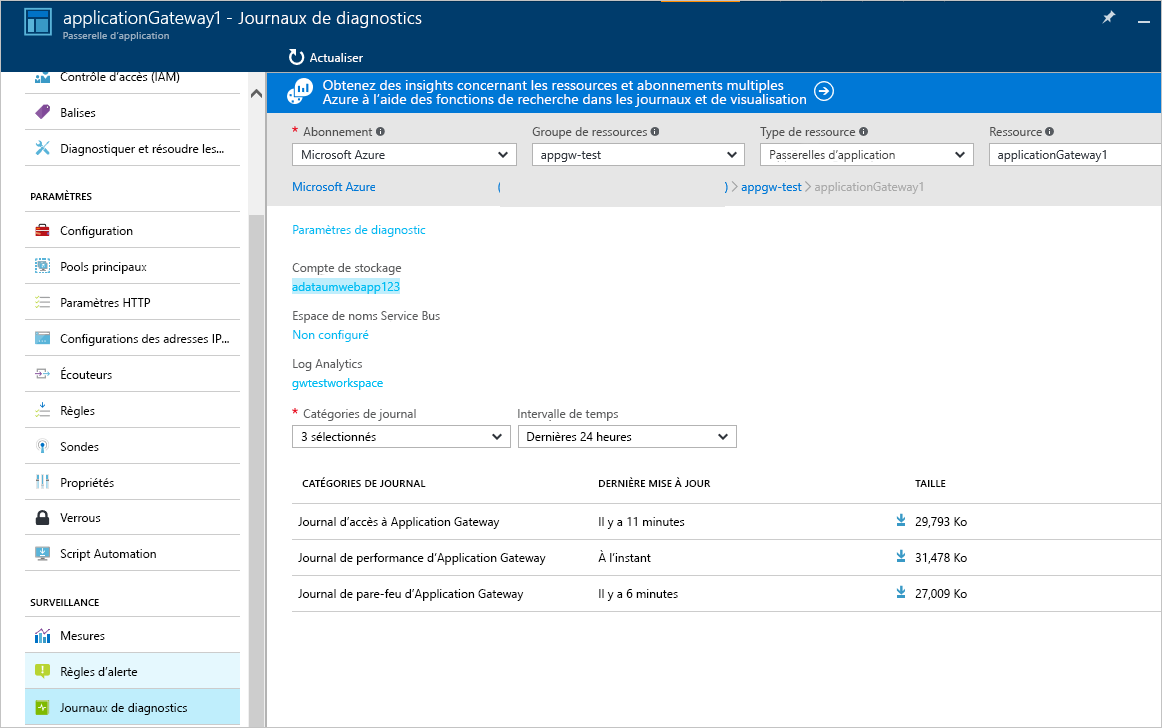 applicationGateway1 - Journaux de diagnostics
Passerelle d'application
Actualiser
Contrôle d'accès (IAM)
Balises
Diagnostiquer et résoudre les...
PARAMÈTRES
Configuration
Pools principaux
Paramètres HTTP
Configurations des adresses IP...
Écouteurs
Règles
Sondes
Propriétés
Verrous
Script Automation
SURVEILLANCE
Mesures
Règles d'alerte
Journaux de diagnostics
Obtenez des insights concernant les ressources et abonnements multiples
Azure à l'aide des fonctions de recherche dans les journaux et de visualisation
* Abonnement Groupe de ressources Type de ressource Ressource
Microsoft Azure appgw-test Passerelles d'application applicationGateway1
Microsoft Azure ( ) > appgw-test > applicationGateway1
Paramètres de diagnostic
Compte de stockage
adataumwebapp123
Espace de noms Service Bus
Non configuré
Log Analytics
gwtestworkspace
* Catégories de journal Intervalle de temps
3 sélectionnés Dernières 24 heures
CATÉGORIES DE JOURNAL DERNIÈRE MISE À JOUR TAILLE
Journal d'accès à Application Gateway Il y a 11 minutes 29,793 Ko
Journal de performance d'Application Gateway À l'instant 31,478 Ko
Journal de pare-feu d'Application Gateway Il y a 6 minutes 27,009 Ko